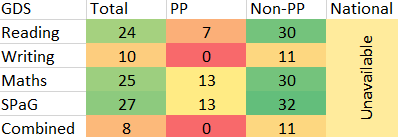 GDS Total PP Non-PP National
Reading 24 7 30
Writing 10 0 11
Maths 25 13 30
SPaG 27 13 32
Combined 8 0 11
Unavailable